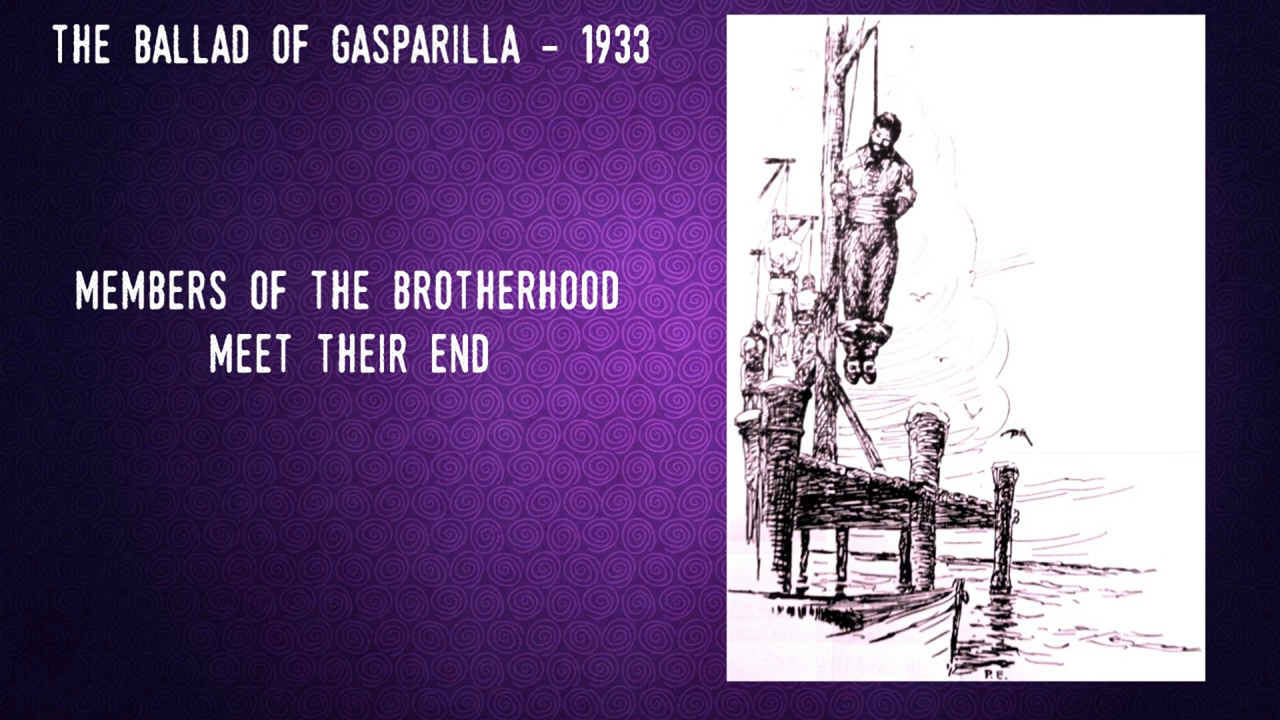 THE BALLAD OF GASPARILLA - 1933
MEMBERS OF THE BROTHERHOOD
MEET THEIR END
P.E.